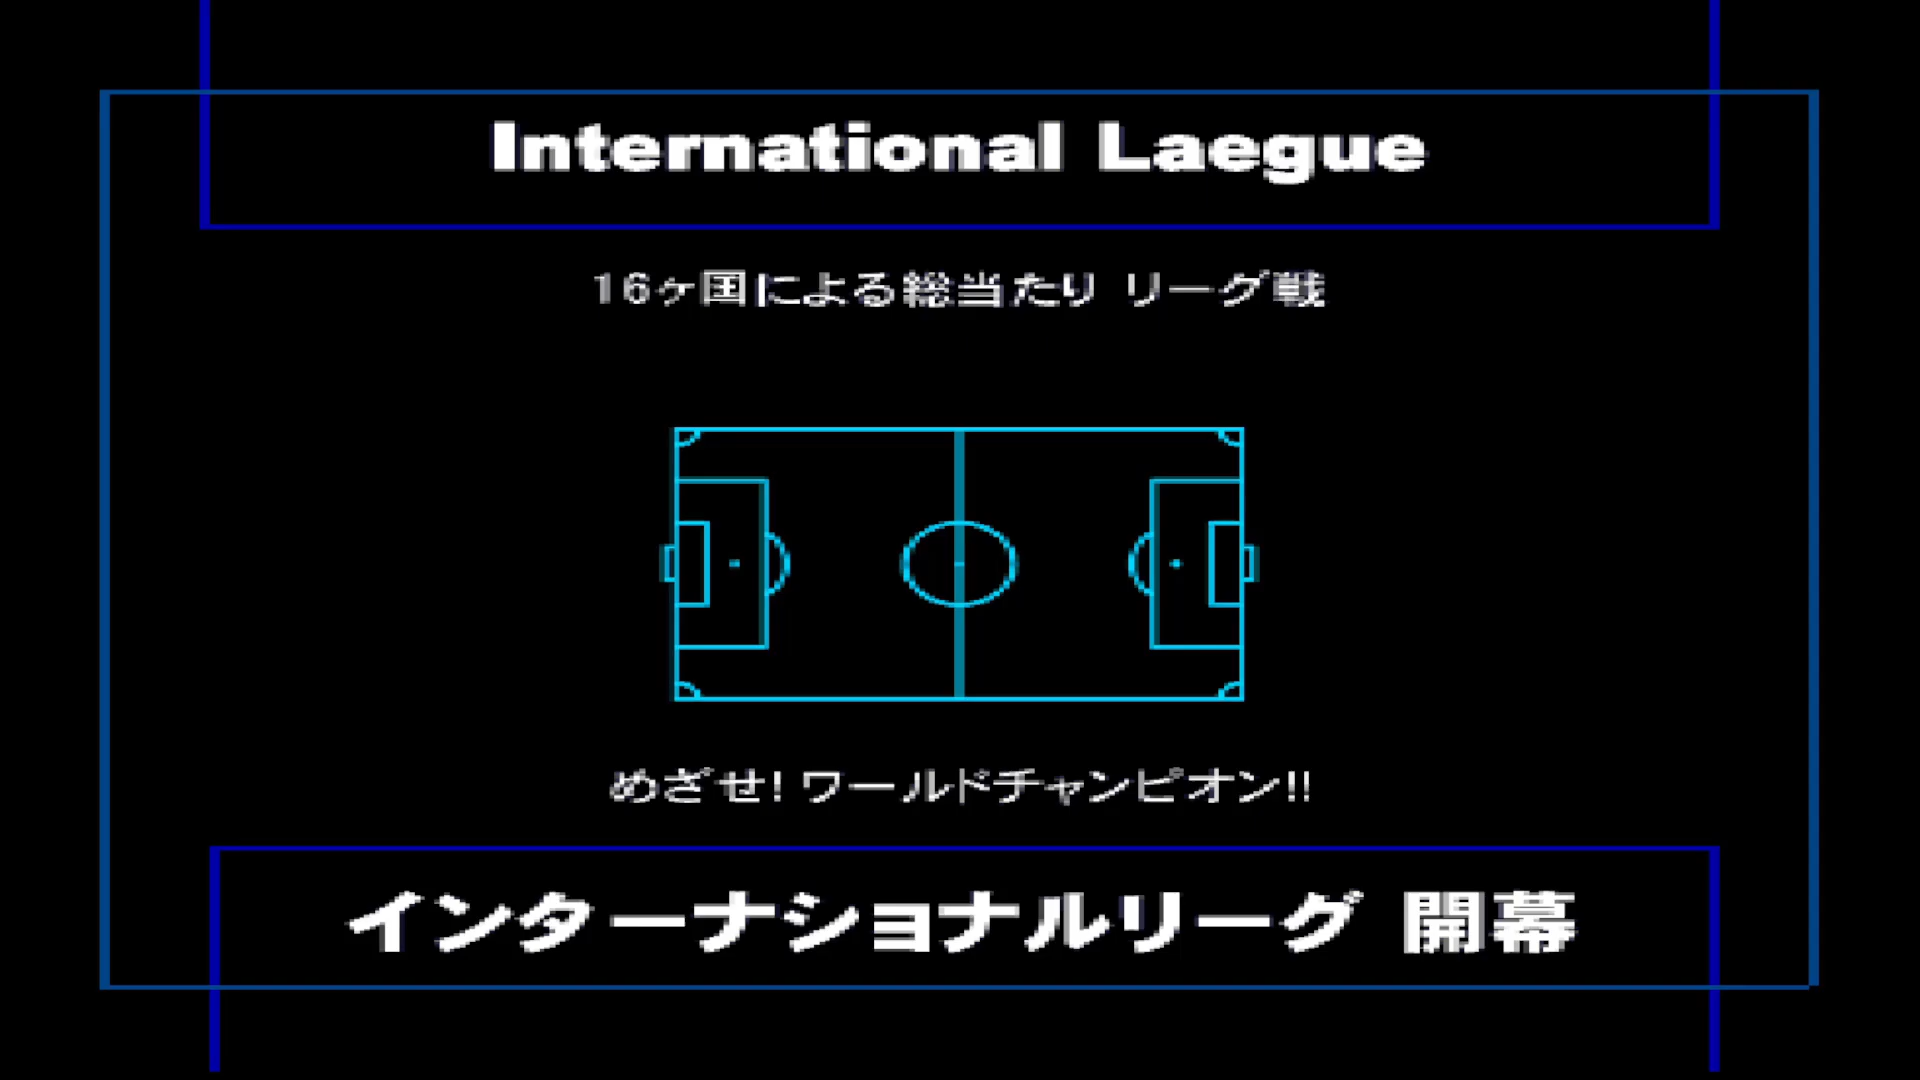 International Laegue
16ヶ国による総当たり リーグ戦
めざせ! ワールドチャンピオン!!
インターナショナルリーグ 開幕